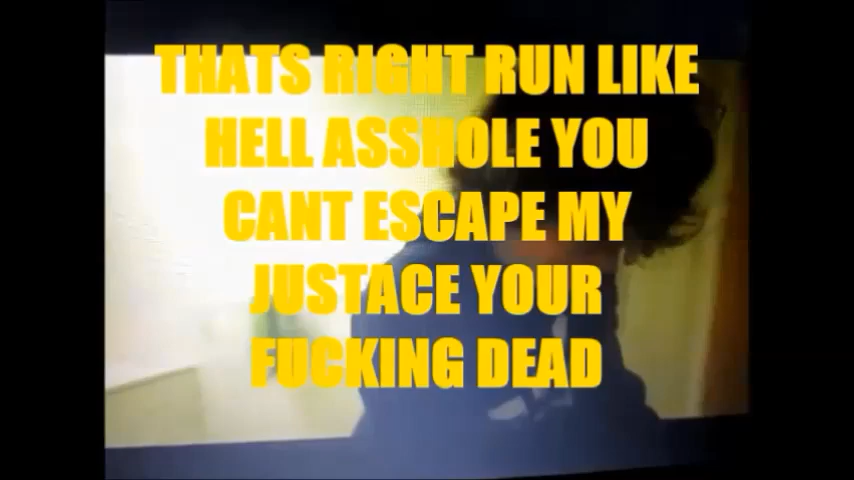 THATS RIGHT RUN LIKE
HELL ASSHOLE YOU
CANT ESCAPE MY
JUSTACE YOUR
FUCKING DEAD